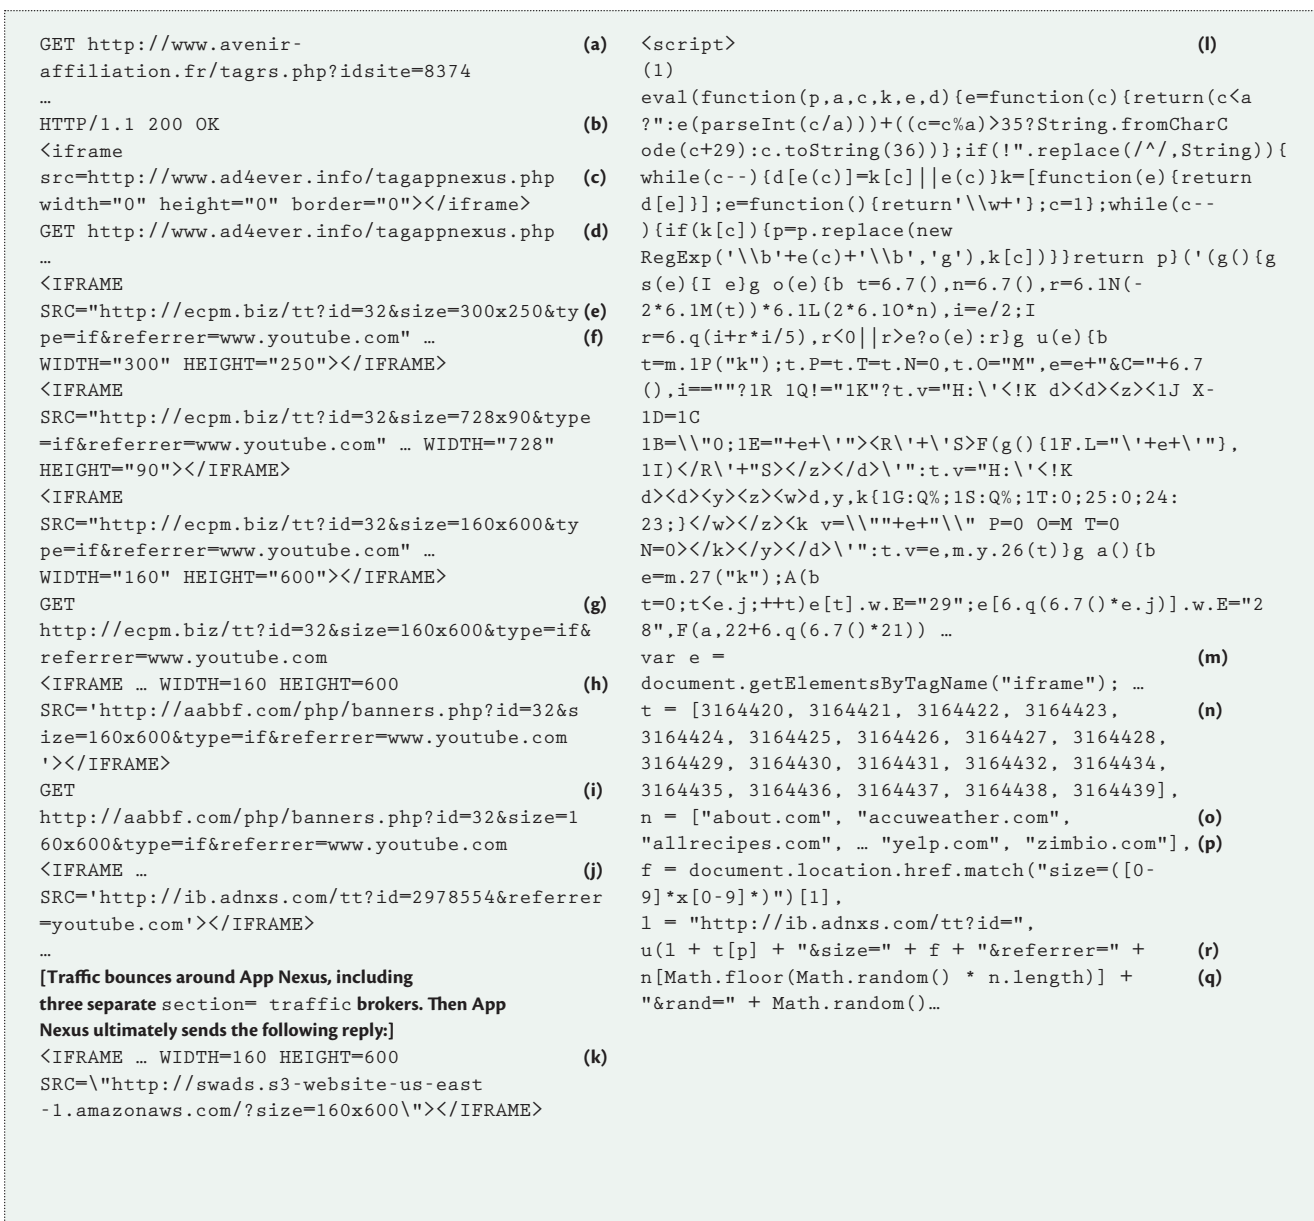 GET http://www.avenir- (a)
affiliation.fr/tagrs.php?idsite=8374
…
HTTP/1.1 200 OK (b)
<iframe
src=http://www.ad4ever.info/tagappnexus.php (c)
width="0" height="0" border="0"></iframe>
GET http://www.ad4ever.info/tagappnexus.php (d)
…
<IFRAME
SRC="http://ecpm.biz/tt?id=32&size=300x250&ty (e)
pe=if&referrer=www.youtube.com" … (f)
WIDTH="300" HEIGHT="250"></IFRAME>
<IFRAME
SRC="http://ecpm.biz/tt?id=32&size=728x90&type
=if&referrer=www.youtube.com" … WIDTH="728"
HEIGHT="90"></IFRAME>
<IFRAME
SRC="http://ecpm.biz/tt?id=32&size=160x600&ty
pe=if&referrer=www.youtube.com" …
WIDTH="160" HEIGHT="600"></IFRAME>
GET (g)
http://ecpm.biz/tt?id=32&size=160x600&type=if&
referrer=www.youtube.com
<IFRAME … WIDTH=160 HEIGHT=600 (h)
SRC='http://aabbf.com/php/banners.php?id=32&s
ize=160x600&type=if&referrer=www.youtube.com
'></IFRAME>
GET (i)
http://aabbf.com/php/banners.php?id=32&size=1
60x600&type=if&referrer=www.youtube.com
<IFRAME … (j)
SRC='http://ib.adnxs.com/tt?id=2978554&referrer
=youtube.com'></IFRAME>
…
[Traffic bounces around App Nexus, including
three separate section= traffic brokers. Then App
Nexus ultimately sends the following reply:]
<IFRAME … WIDTH=160 HEIGHT=600 (k)
SRC=\"http://swads.s3-website-us-east
-1.amazonaws.com/?size=160x600\"></IFRAME>
<script> (l)
(1)
eval(function(p,a,c,k,e,d){e=function(c){return(c<a
?":e(parseInt(c/a)))+((c=c%a)>35?String.fromCharC
ode(c+29):c.toString(36))};if(!".replace(/^/,String)){
while(c--){d[e(c)]=k[c]||e(c)}k=[function(e){return
d[e]}];e=function(){return'\\w+'};c=1};while(c--
){if(k[c]){p=p.replace(new
RegExp('\\b'+e(c)+'\\b','g'),k[c])}}return p}('(g(){g
s(e){I e}g o(e){b t=6.7(),n=6.7(),r=6.1N(-
2*6.1M(t))*6.1L(2*6.1O*n),i=e/2;I
r=6.q(i+r*i/5),r<0||r>e?o(e):r}g u(e){b
t=m.1P("k");t.P=t.T=t.N=0,t.O="M",e=e+"&C="+6.7
(),i==""?1R 1Q!="1K"?t.v="H:\'<!K d><d><z><1J X-
1D=1C
1B=\\"0;1E="+e+\'"><R\'+\'S>F(g(){1F.L="\'+e+\'"},
1I)</R\'+"S></z></d>\'":t.v="H:\'<!K
d><d><y><z><w>d,y,k{1G:Q%;1S:Q%;1T:0;25:0;24:
23;}</w></z><k v=\\""+e+"\\" P=0 O=M T=0
N=0></k></y></d>\'":t.v=e,m.y.26(t)}g a(){b
e=m.27("k");A(b
t=0;t<e.j;++t)e[t].w.E="29";e[6.q(6.7()*e.j)].w.E="2
8",F(a,22+6.q(6.7()*21)) …
var e = (m)
document.getElementsByTagName("iframe"); …
t = [3164420, 3164421, 3164422, 3164423, (n)
3164424, 3164425, 3164426, 3164427, 3164428,
3164429, 3164430, 3164431, 3164432, 3164434,
3164435, 3164436, 3164437, 3164438, 3164439],
n = ["about.com", "accuweather.com", (o)
"allrecipes.com", … "yelp.com", "zimbio.com"], (p)
f = document.location.href.match("size=([0-
9]*x[0-9]*)")[1],
l = "http://ib.adnxs.com/tt?id=",
u(l + t[p] + "&size=" + f + "&referrer=" + (r)
n[Math.floor(Math.random() * n.length)] + (q)
"&rand=" + Math.random()…